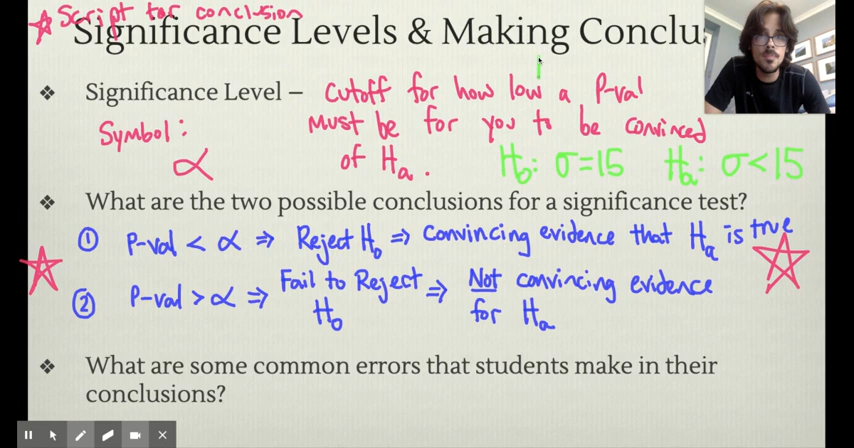 Script for conclusion
Significance Levels & Making Conclu
Significance Level – cutoff for how low a P-val
Symbol: must be for you to be convinced
α of Ha.
H₀: σ=15 Ha: σ<15
What are the two possible conclusions for a significance test?
① P-val < α ⇒ Reject H₀ ⇒ Convincing evidence that Ha is true
② P-val > α ⇒ Fail to Reject H₀ ⇒ Not convincing evidence for Ha
What are some common errors that students make in their
conclusions?